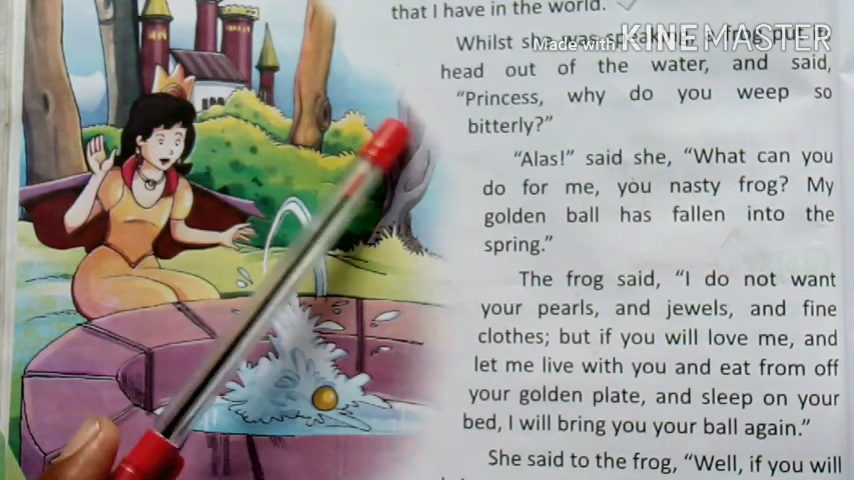 that I have in the world.
Whilst she was speaking, a frog put its
Made with KINEMASTER
head out of the water, and said,
"Princess, why do you weep so
bitterly?"
"Alas!" said she, "What can you
do for me, you nasty frog? My
golden ball has fallen into the
spring."
The frog said, "I do not want
your pearls, and jewels, and fine
clothes; but if you will love me, and
let me live with you and eat from off
your golden plate, and sleep on your
bed, I will bring you your ball again."
She said to the frog, "Well, if you will